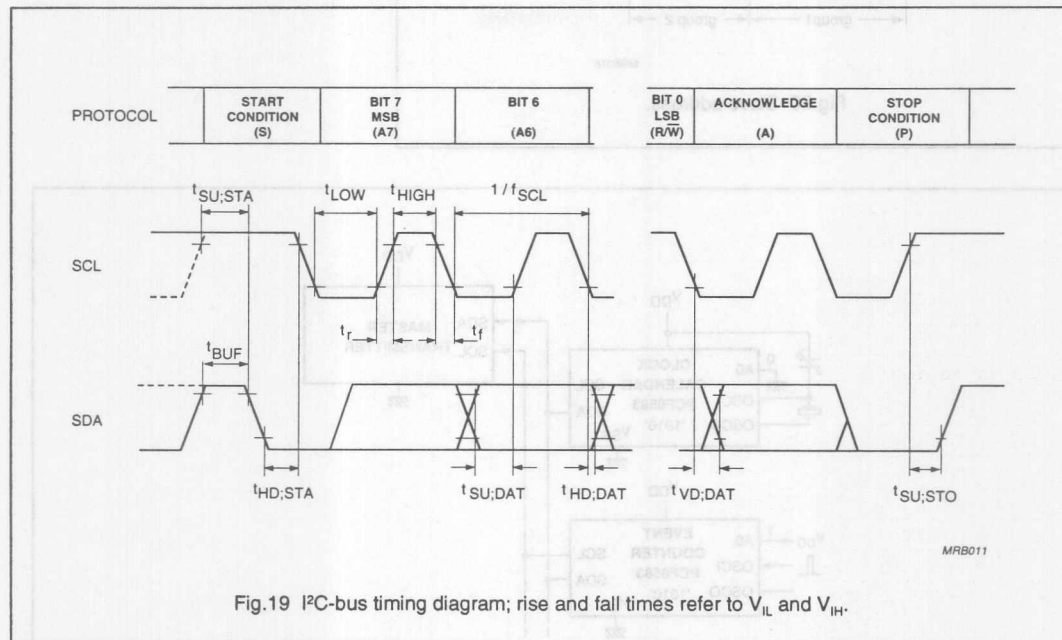 PROTOCOL
START
CONDITION
(S)
BIT 7
MSB
(A7)
BIT 6
(A6)
BIT 0
LSB
(R/W̅)
ACKNOWLEDGE
(A)
STOP
CONDITION
(P)
tSU;STA
tLOW
tHIGH
1 / fSCL
SCL
tr
tf
tBUF
SDA
tHD;STA
tSU;DAT
tHD;DAT
tVD;DAT
tSU;STO
MRB011
Fig.19 I²C-bus timing diagram; rise and fall times refer to VIL and VIH.